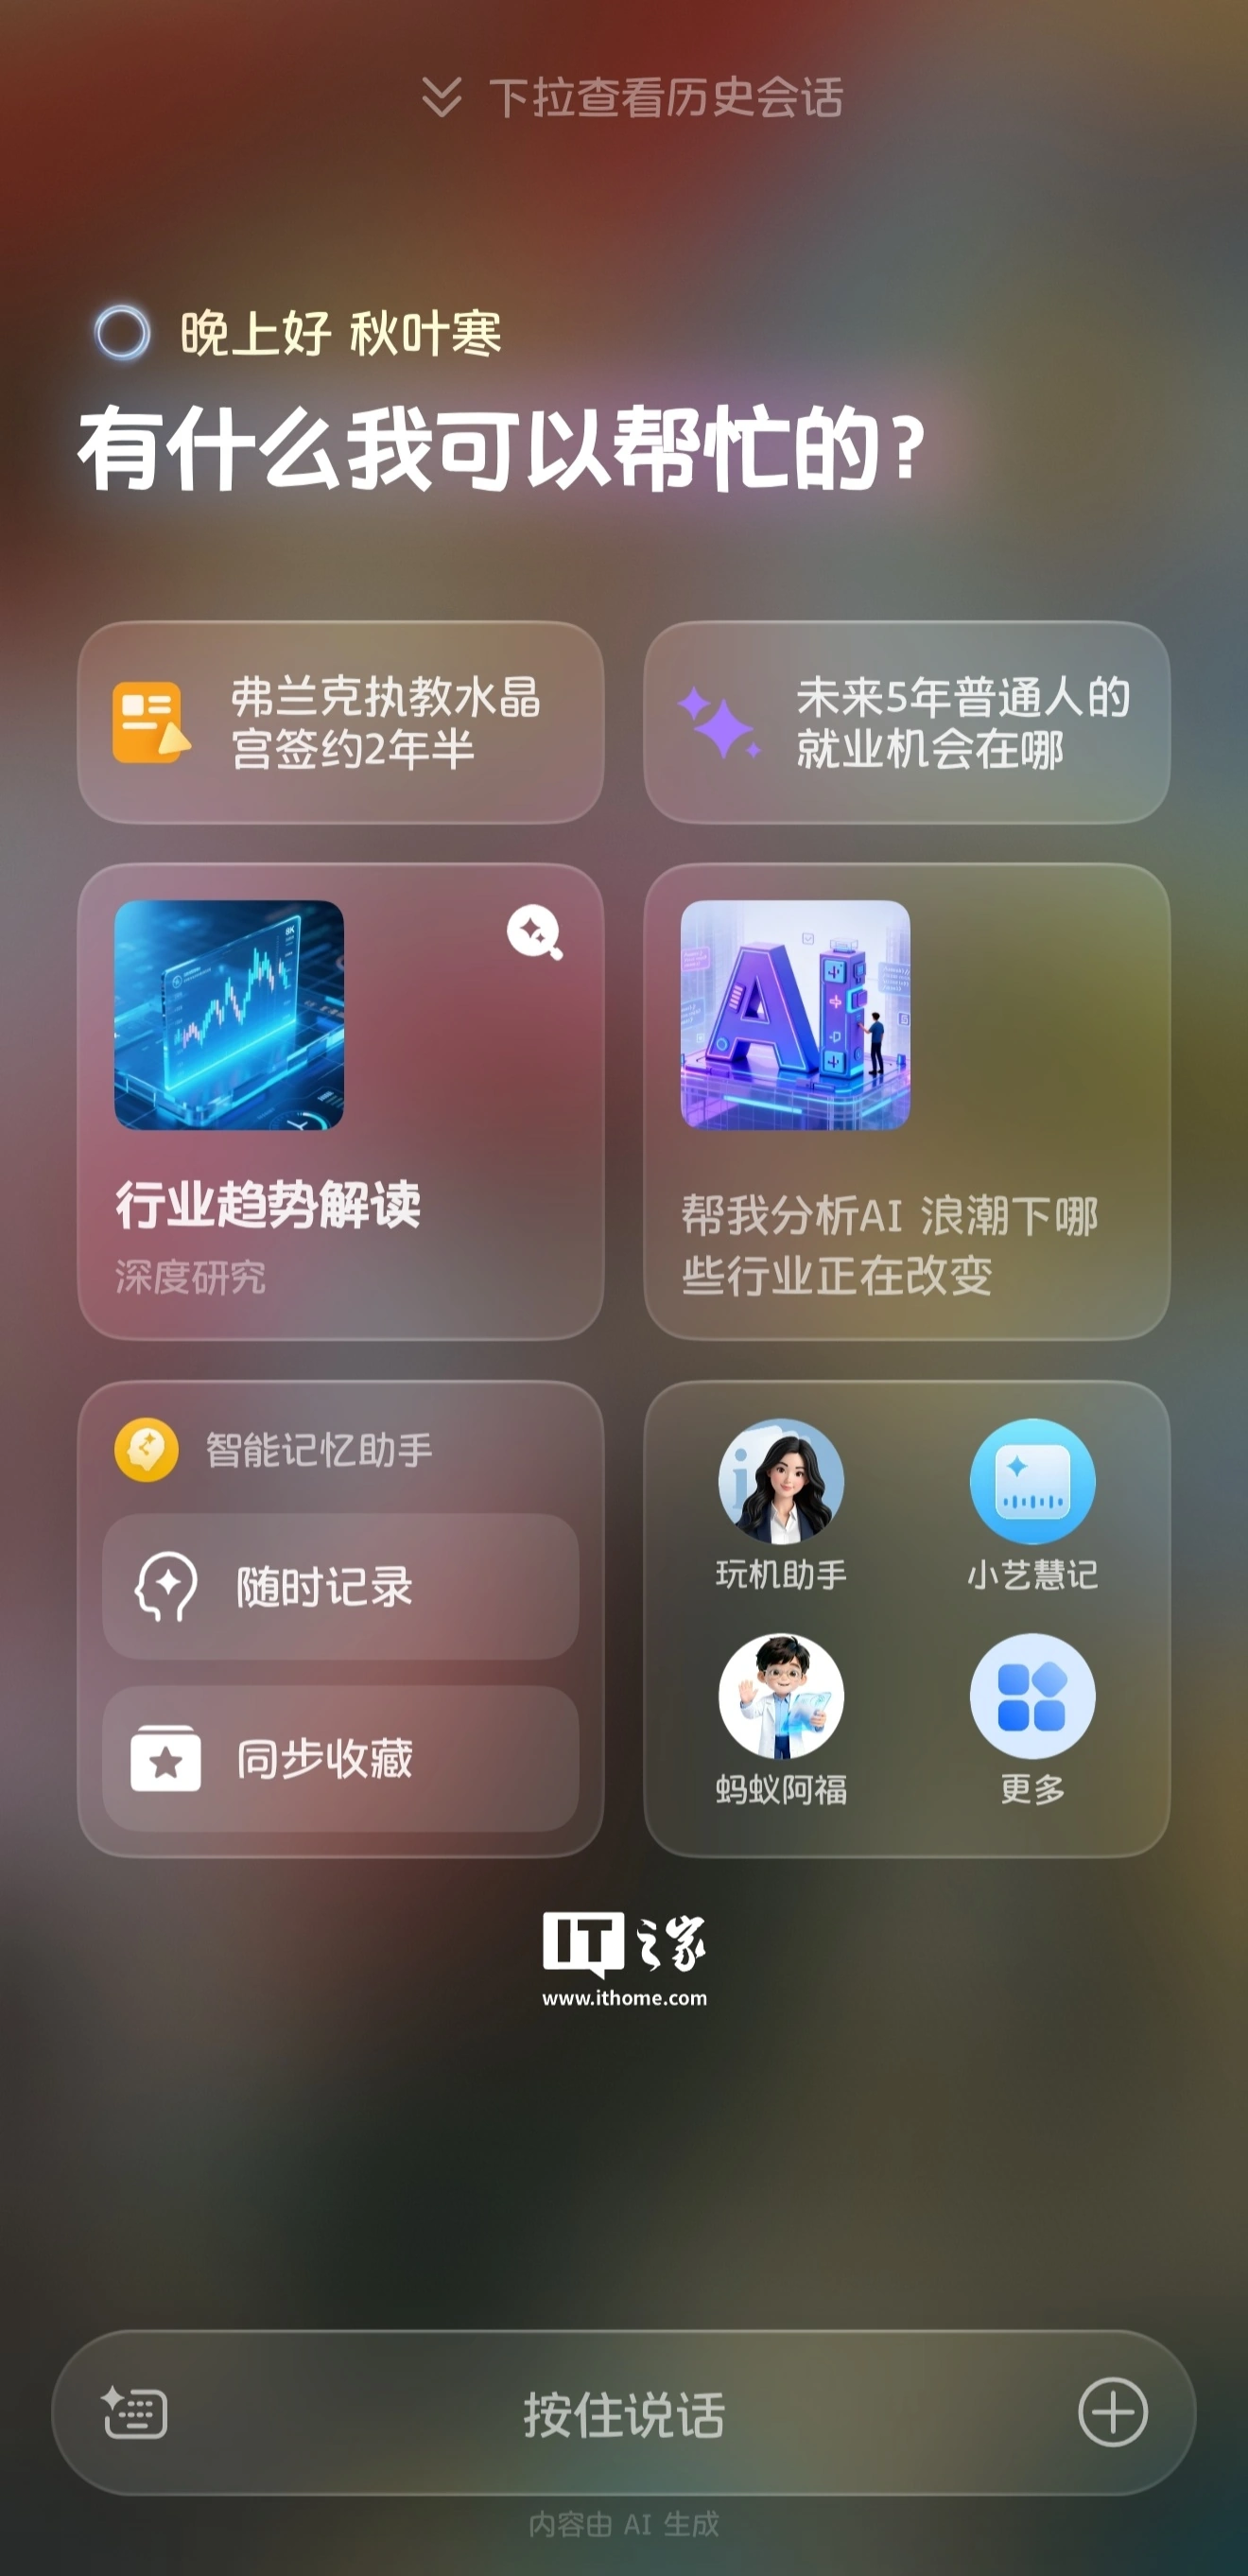 下拉查看历史会话
晚上好 秋叶寒
有什么我可以帮忙的?
弗兰克执教水晶
宫签约2年半
未来5年普通人的
就业机会在哪
8K
AI
行业趋势解读
深度研究
帮我分析AI 浪潮下哪
些行业正在改变
智能记忆助手
随时记录
同步收藏
玩机助手
小艺慧记
蚂蚁阿福
更多
IT之家
www.ithome.com
按住说话
内容由 AI 生成